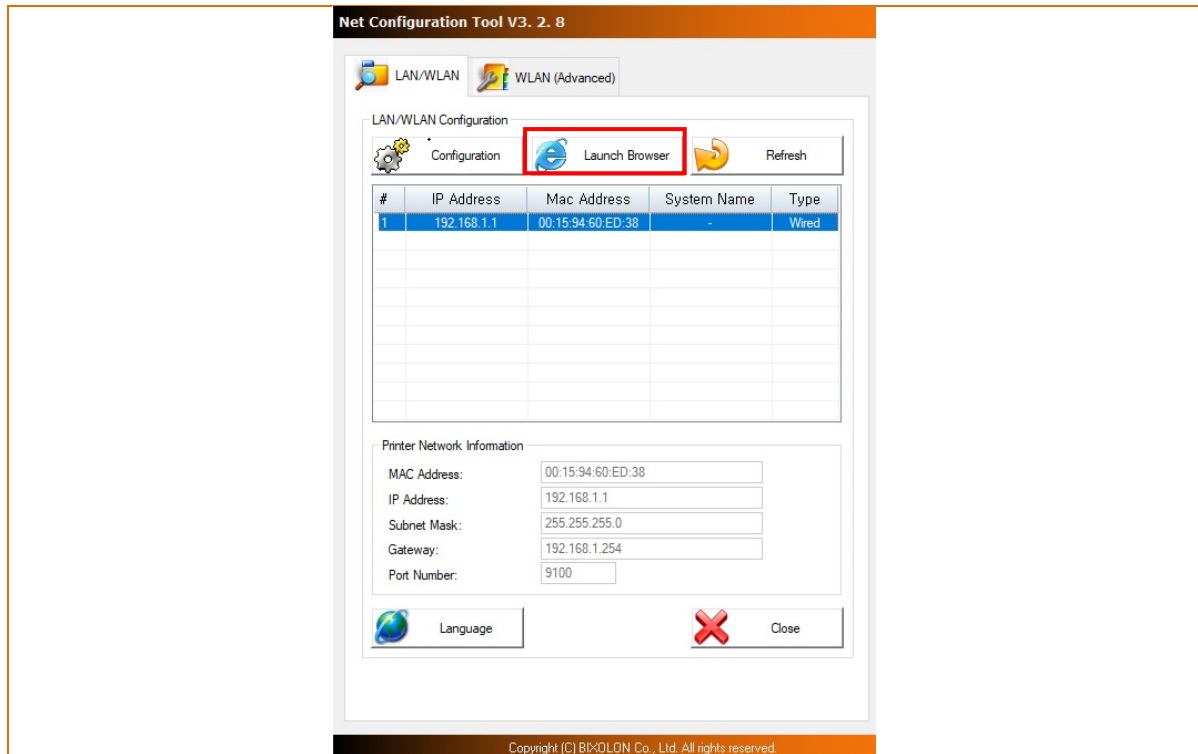 Net Configuration Tool V3. 2. 8
LAN/WLAN WLAN (Advanced)
LAN/WLAN Configuration
Configuration Launch Browser Refresh
# IP Address Mac Address System Name Type
1 192.168.1.1 00:15:94:60:ED:38 - Wired
Printer Network Information
MAC Address: 00:15:94:60:ED:38
IP Address: 192.168.1.1
Subnet Mask: 255.255.255.0
Gateway: 192.168.1.254
Port Number: 9100
Language Close
Copyright (C) BIXOLON Co., Ltd. All rights reserved.